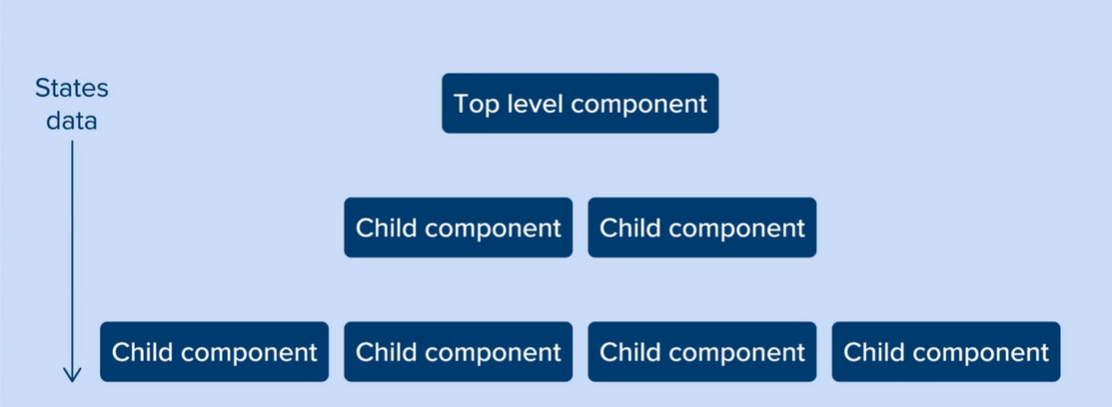 States
data
Top level component
Child component
Child component
Child component
Child component
Child component
Child component